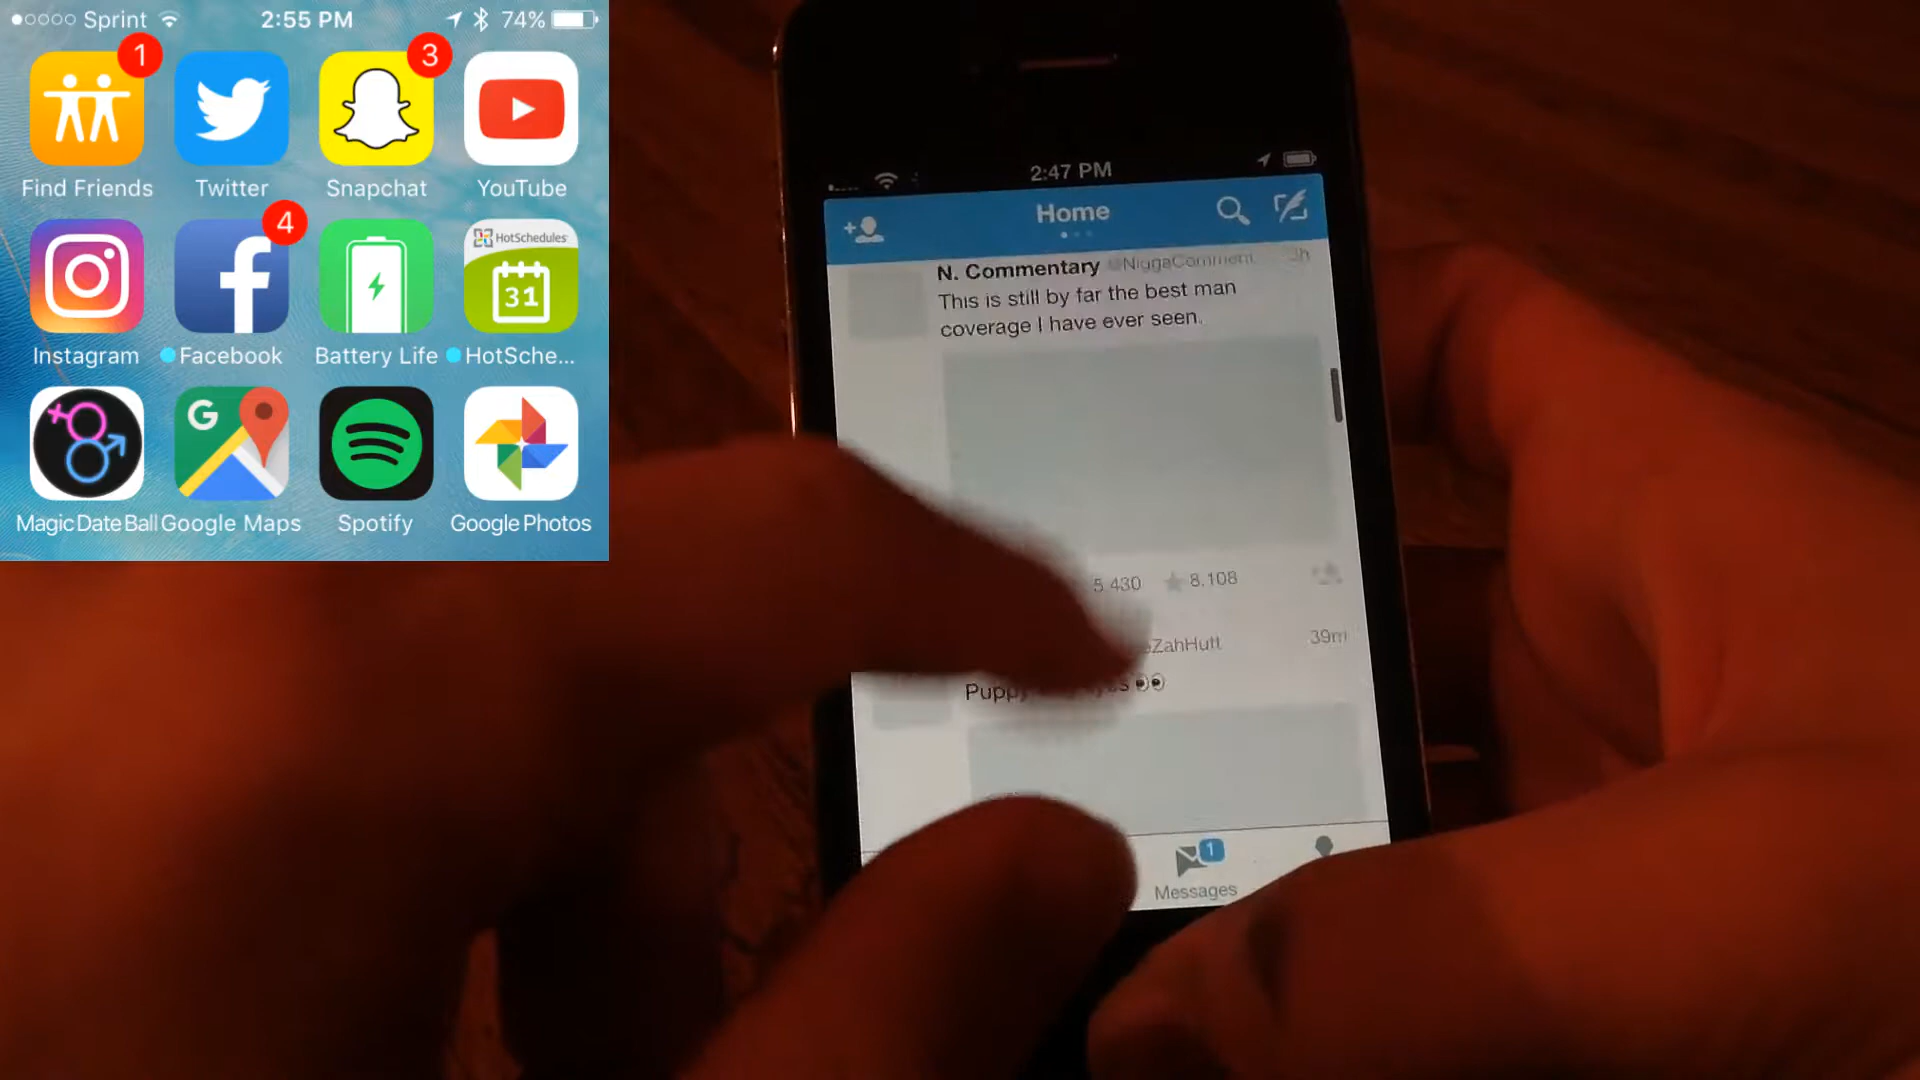 Sprint 2:55 PM 74%
1 3
Find Friends Twitter Snapchat YouTube
4
HotSchedules
31
Instagram Facebook Battery Life HotSche...
G
Magic Date Ball Google Maps Spotify Google Photos
2:47 PM
Home
N. Commentary @NiggaComment 3h
This is still by far the best man
coverage I have ever seen.
5.430 8.108
ZahHutt 39m
👀
1
Messages